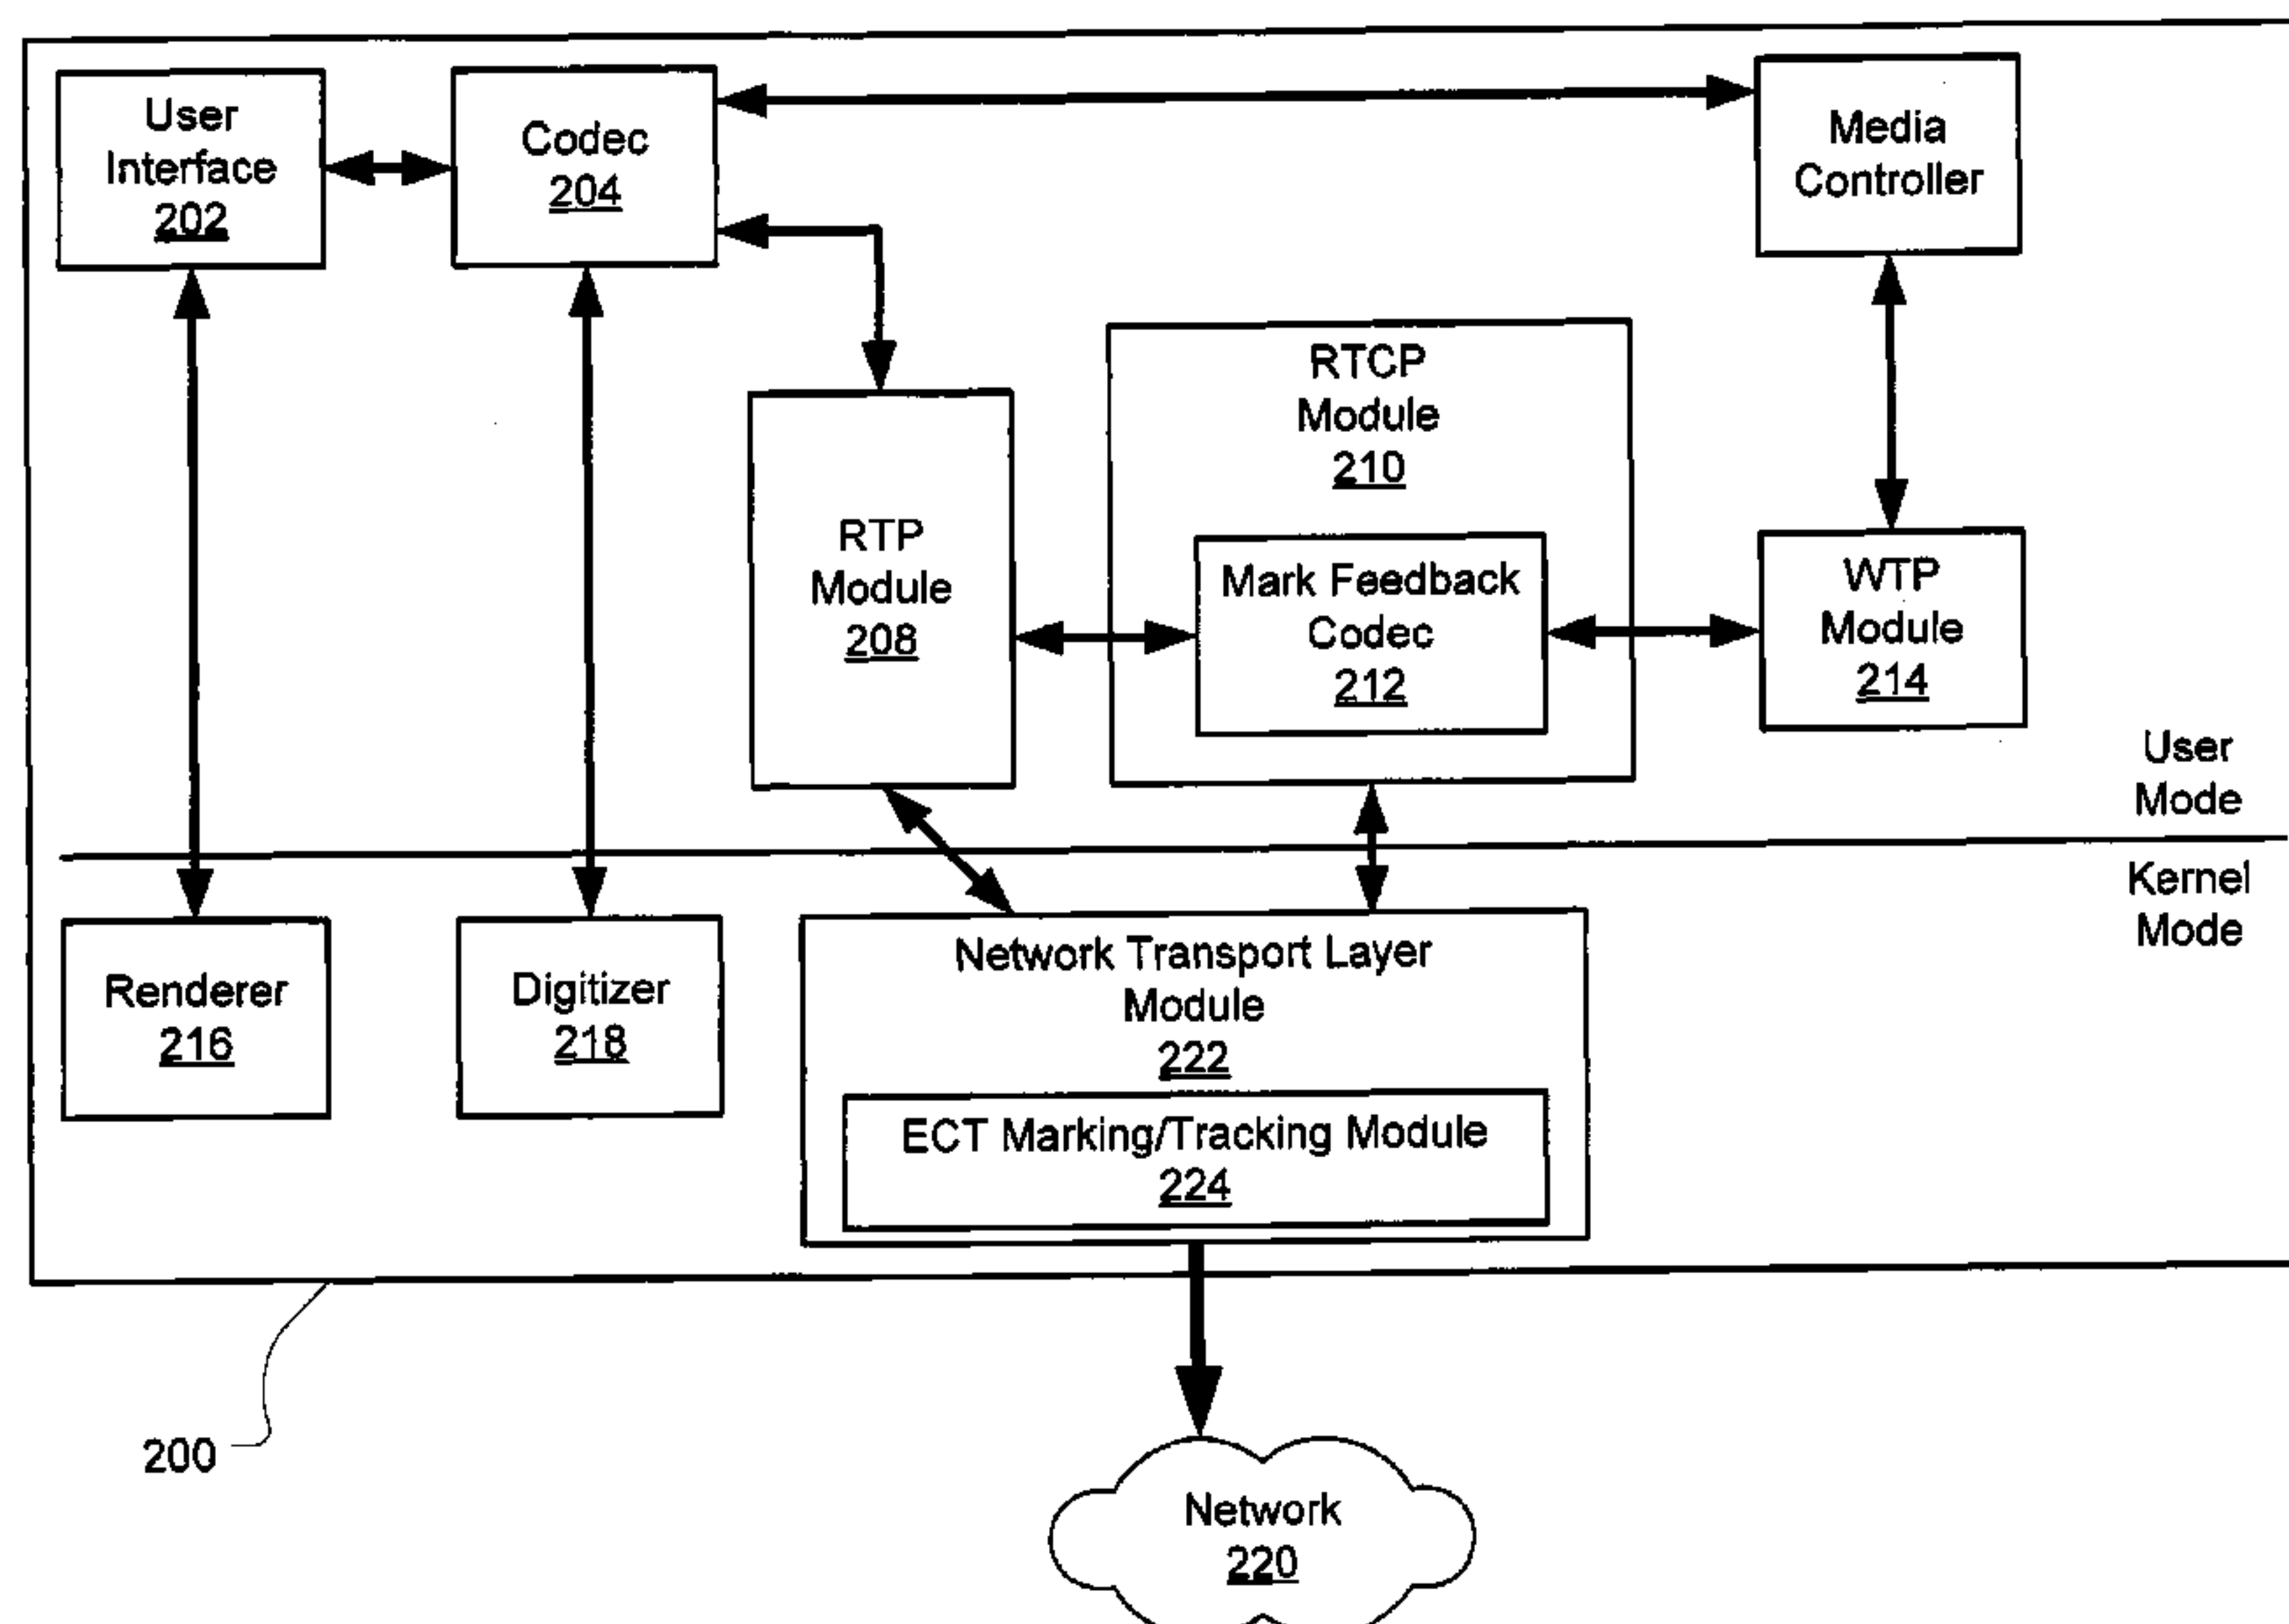 User
Interface
202
Codec
204
Media
Controller
RTP
Module
208
RTCP
Module
210
Mark Feedback
Codec
212
WTP
Module
214
User
Mode
Kernel
Mode
Renderer
216
Digitizer
218
Network Transport Layer
Module
222
ECT Marking/Tracking Module
224
200
Network
220